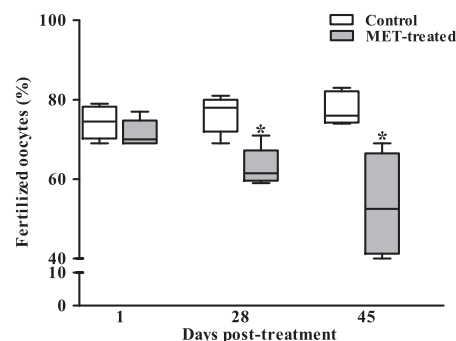 Control
MET-treated
Fertilized oocytes (%)
100
80
60
40
10
0
* *
1 28 45
Days post-treatment